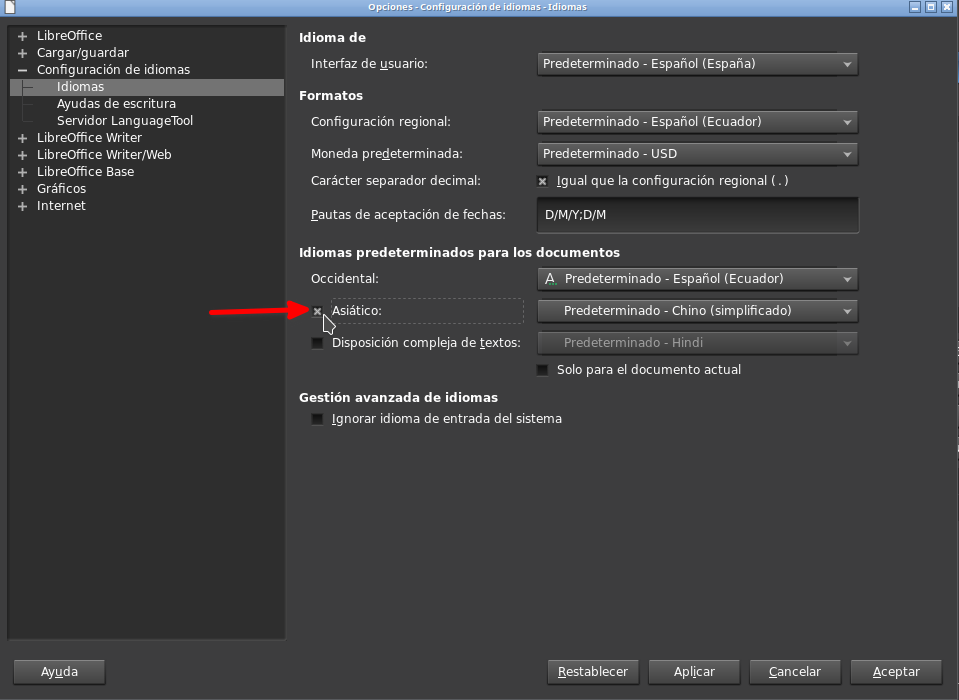 Opciones - Configuración de idiomas - Idiomas
LibreOffice
Cargar/guardar
Configuración de idiomas
Idiomas
Ayudas de escritura
Servidor LanguageTool
LibreOffice Writer
LibreOffice Writer/Web
LibreOffice Base
Gráficos
Internet
Idioma de
Interfaz de usuario: Predeterminado - Español (España)
Formatos
Configuración regional: Predeterminado - Español (Ecuador)
Moneda predeterminada: Predeterminado - USD
Carácter separador decimal: Igual que la configuración regional ( . )
Pautas de aceptación de fechas: D/M/Y;D/M
Idiomas predeterminados para los documentos
Occidental: Predeterminado - Español (Ecuador)
Asiático: Predeterminado - Chino (simplificado)
Disposición compleja de textos: Predeterminado - Hindi
Solo para el documento actual
Gestión avanzada de idiomas
Ignorar idioma de entrada del sistema
Ayuda Restablecer Aplicar Cancelar Aceptar